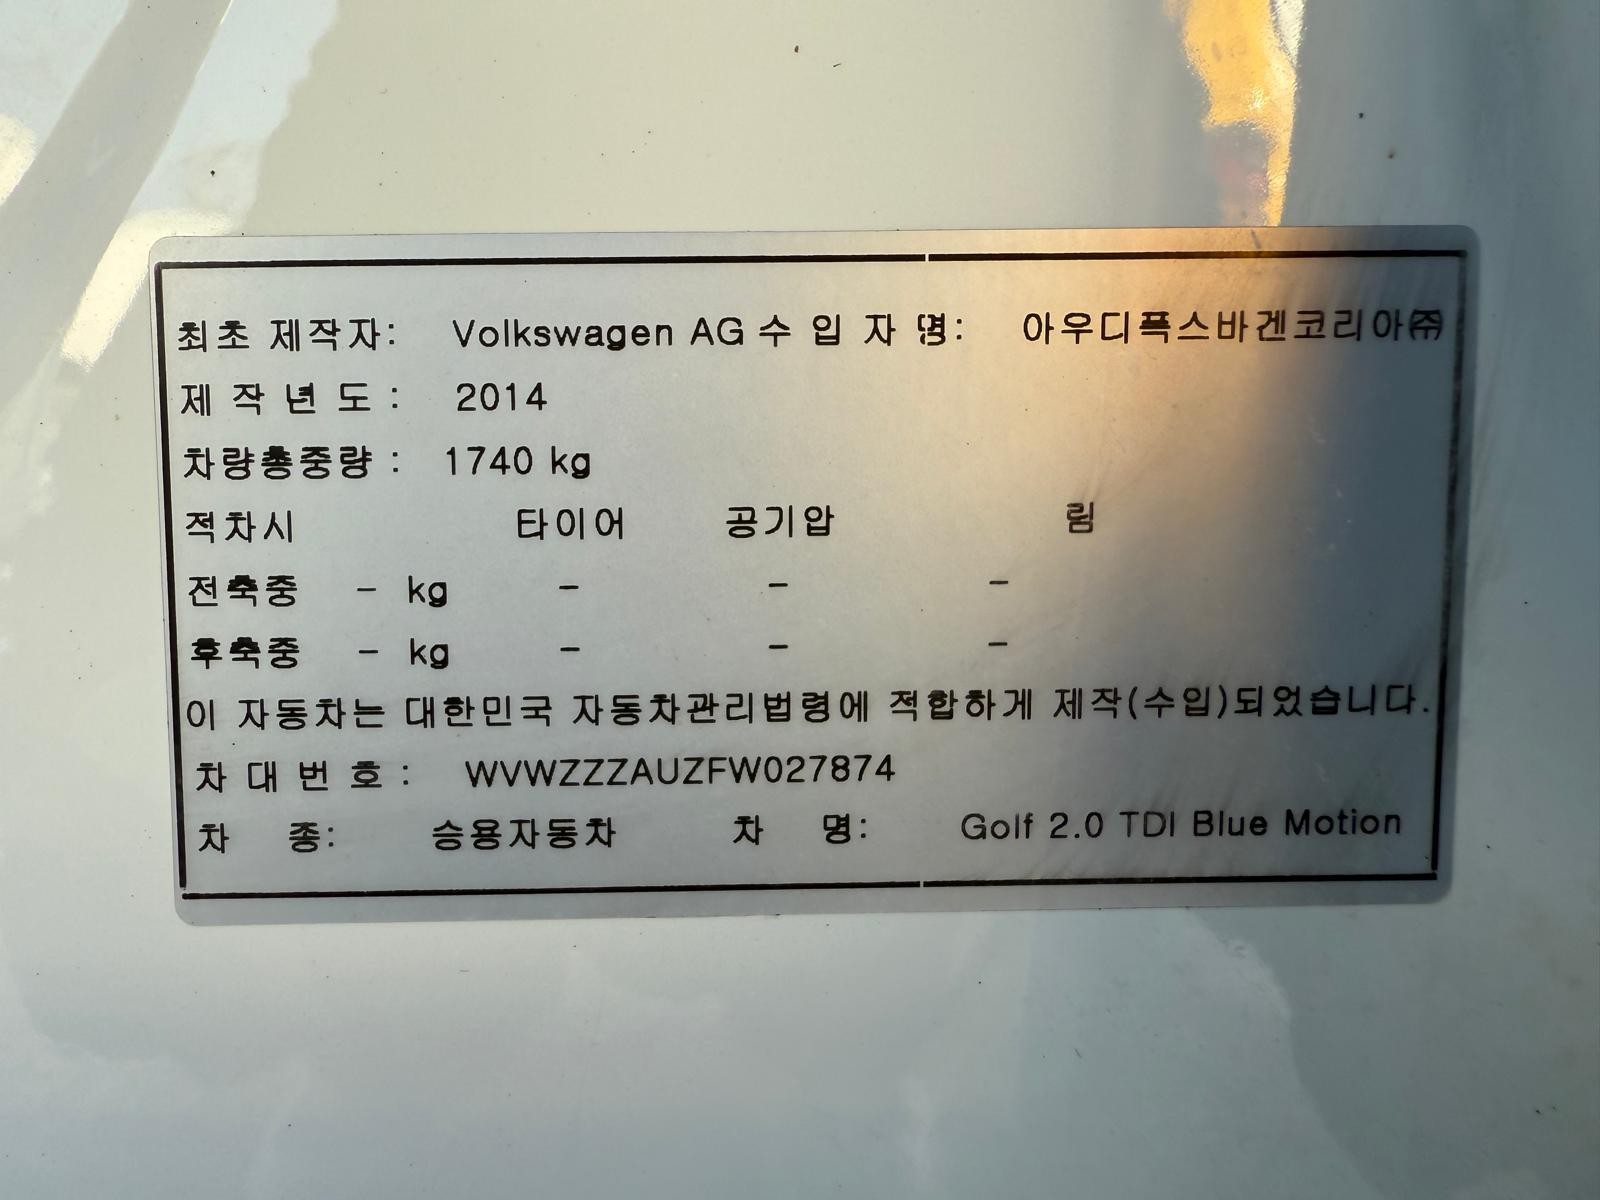 최초 제작자: Volkswagen AG 수 입 자 명: 아우디폭스바겐코리아㈜
제 작 년 도 : 2014
차량총중량 : 1740 kg
적차시 타이어 공기압 림
전축중 - kg - - -
후축중 - kg - - -
이 자동차는 대한민국 자동차관리법령에 적합하게 제작(수입)되었습니다.
차 대 번 호 : WVWZZZAUZFW027874
차 종: 승용자동차 차 명: Golf 2.0 TDI Blue Motion